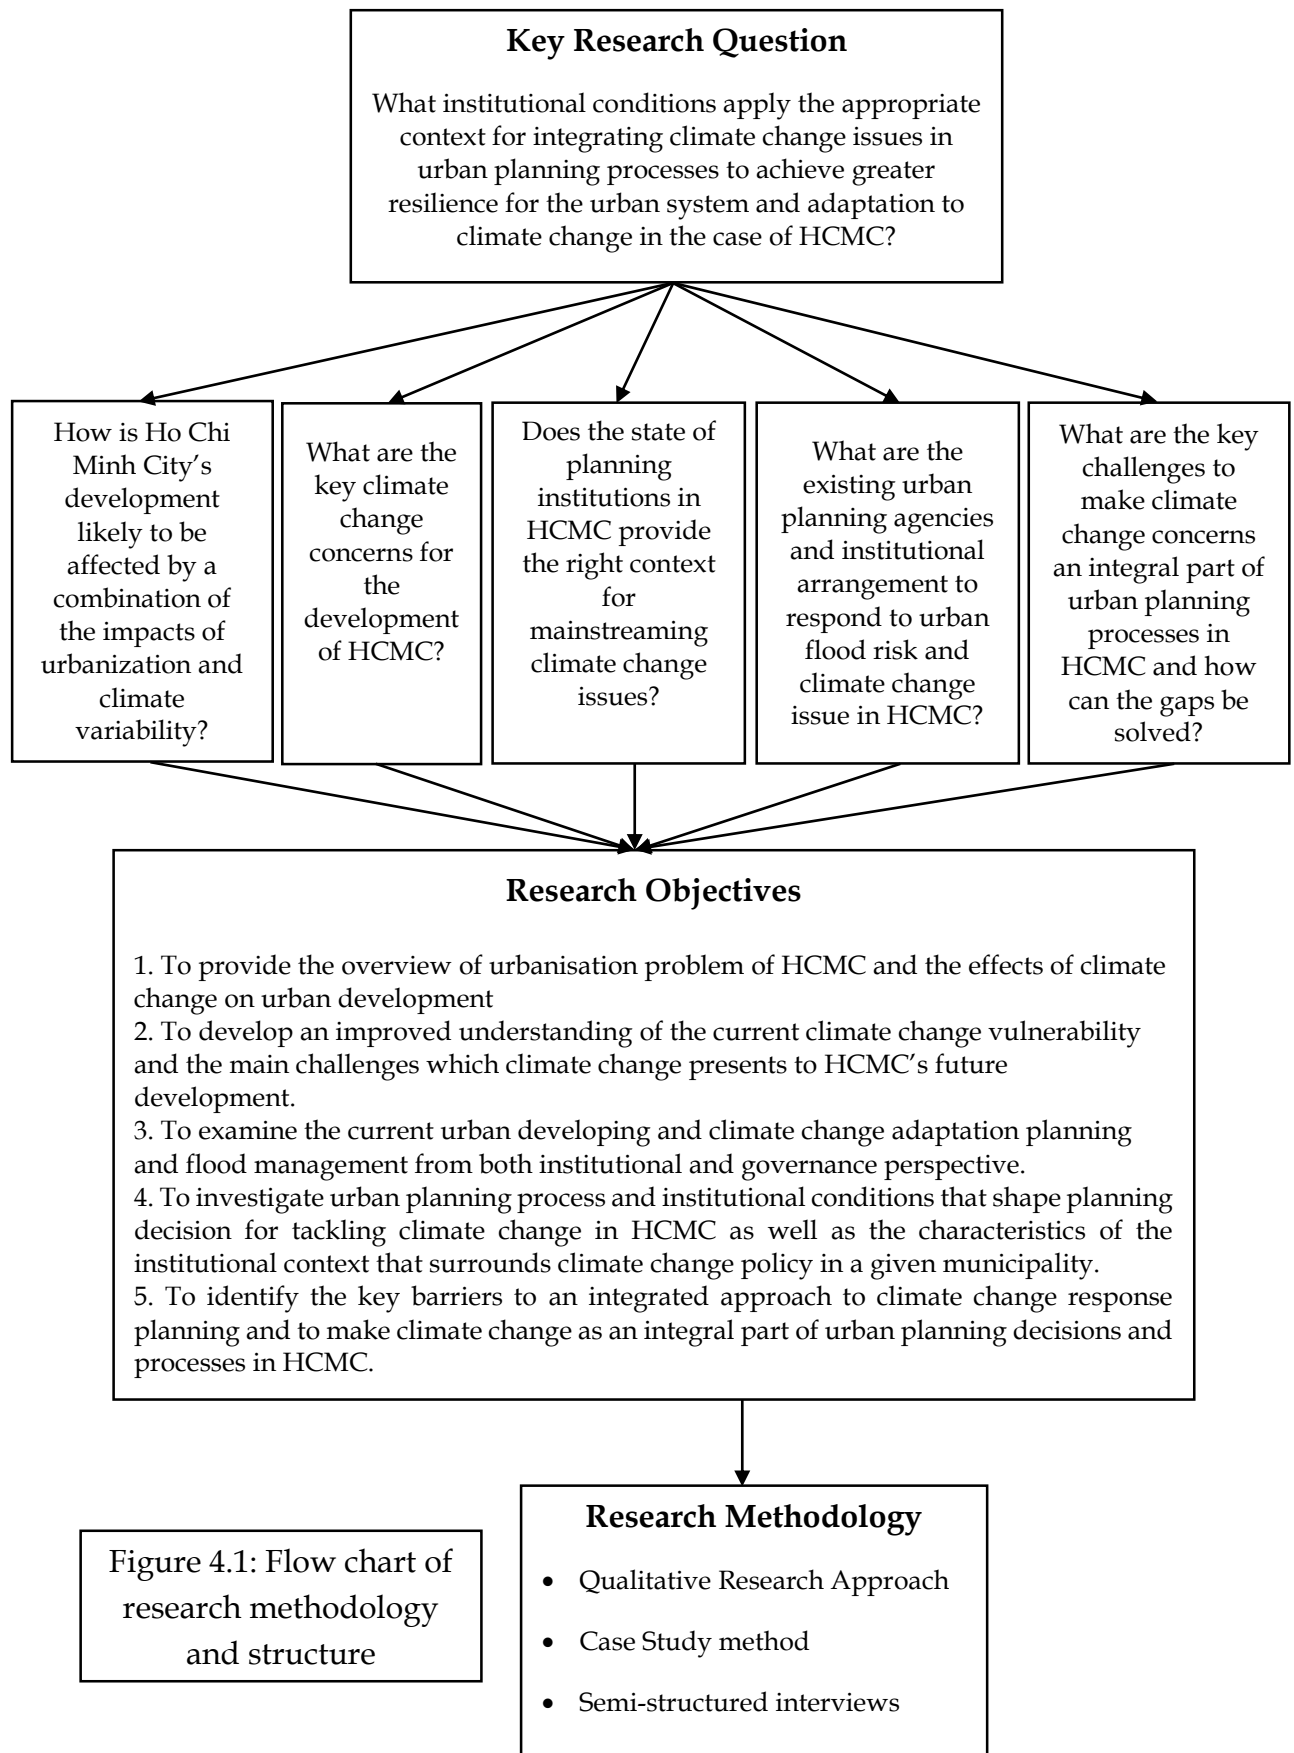 Key Research Question
What institutional conditions apply the appropriate
context for integrating climate change issues in
urban planning processes to achieve greater
resilience for the urban system and adaptation to
climate change in the case of HCMC?
How is Ho Chi
Minh City’s
development
likely to be
affected by a
combination of
the impacts of
urbanization and
climate
variability?
What are the
key climate
change
concerns for
the
development
of HCMC?
Does the state of
planning
institutions in
HCMC provide
the right context
for
mainstreaming
climate change
issues?
What are the
existing urban
planning agencies
and institutional
arrangement to
respond to urban
flood risk and
climate change
issue in HCMC?
What are the key
challenges to
make climate
change concerns
an integral part of
urban planning
processes in
HCMC and how
can the gaps be
solved?
Research Objectives
1. To provide the overview of urbanisation problem of HCMC and the effects of climate
change on urban development
2. To develop an improved understanding of the current climate change vulnerability
and the main challenges which climate change presents to HCMC’s future
development.
3. To examine the current urban developing and climate change adaptation planning
and flood management from both institutional and governance perspective.
4. To investigate urban planning process and institutional conditions that shape planning
decision for tackling climate change in HCMC as well as the characteristics of the
institutional context that surrounds climate change policy in a given municipality.
5. To identify the key barriers to an integrated approach to climate change response
planning and to make climate change as an integral part of urban planning decisions and
processes in HCMC.
Research Methodology
• Qualitative Research Approach
• Case Study method
• Semi-structured interviews
Figure 4.1: Flow chart of
research methodology
and structure